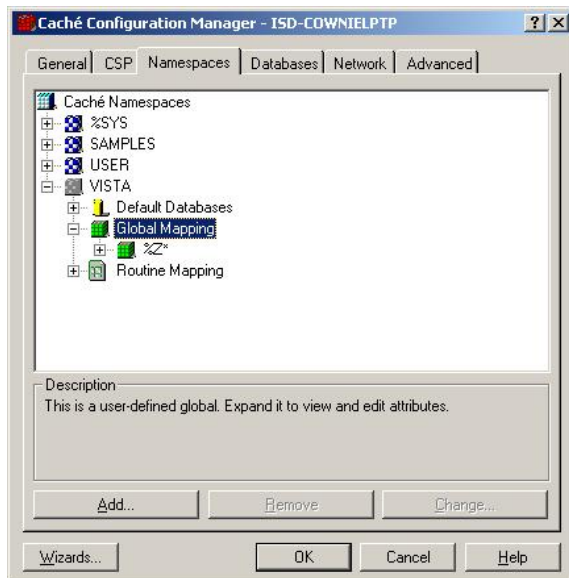 Caché Configuration Manager - ISD-COWNIELPTP
General CSP Namespaces Databases Network Advanced
Caché Namespaces
%SYS
SAMPLES
USER
VISTA
Default Databases
Global Mapping
%Z*
Routine Mapping
Description
This is a user-defined global. Expand it to view and edit attributes.
Add... Remove Change...
Wizards... OK Cancel Help